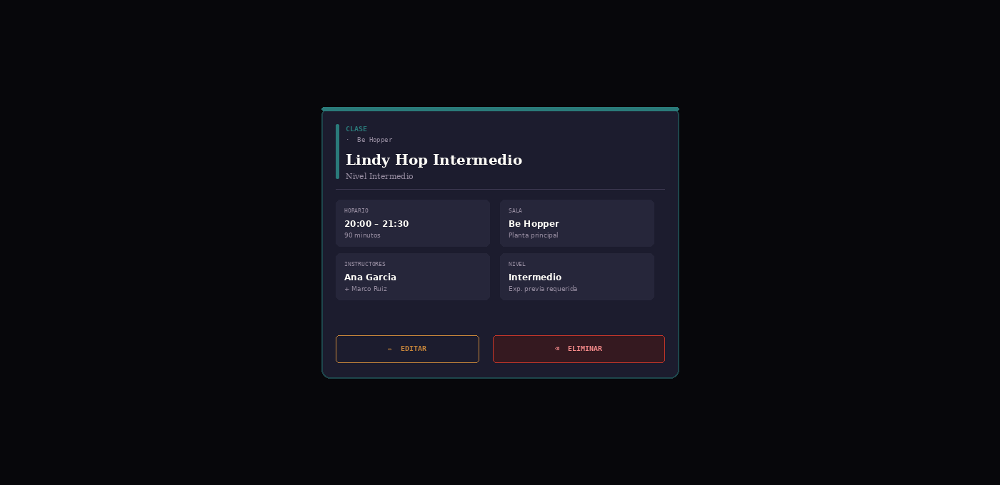 CLASE
· Be Hopper
Lindy Hop Intermedio
Nivel Intermedio
HORARIO
20:00 – 21:30
90 minutos
SALA
Be Hopper
Planta principal
INSTRUCTORES
Ana Garcia
+ Marco Ruiz
NIVEL
Intermedio
Exp. previa requerida
✏ EDITAR
⌫ ELIMINAR